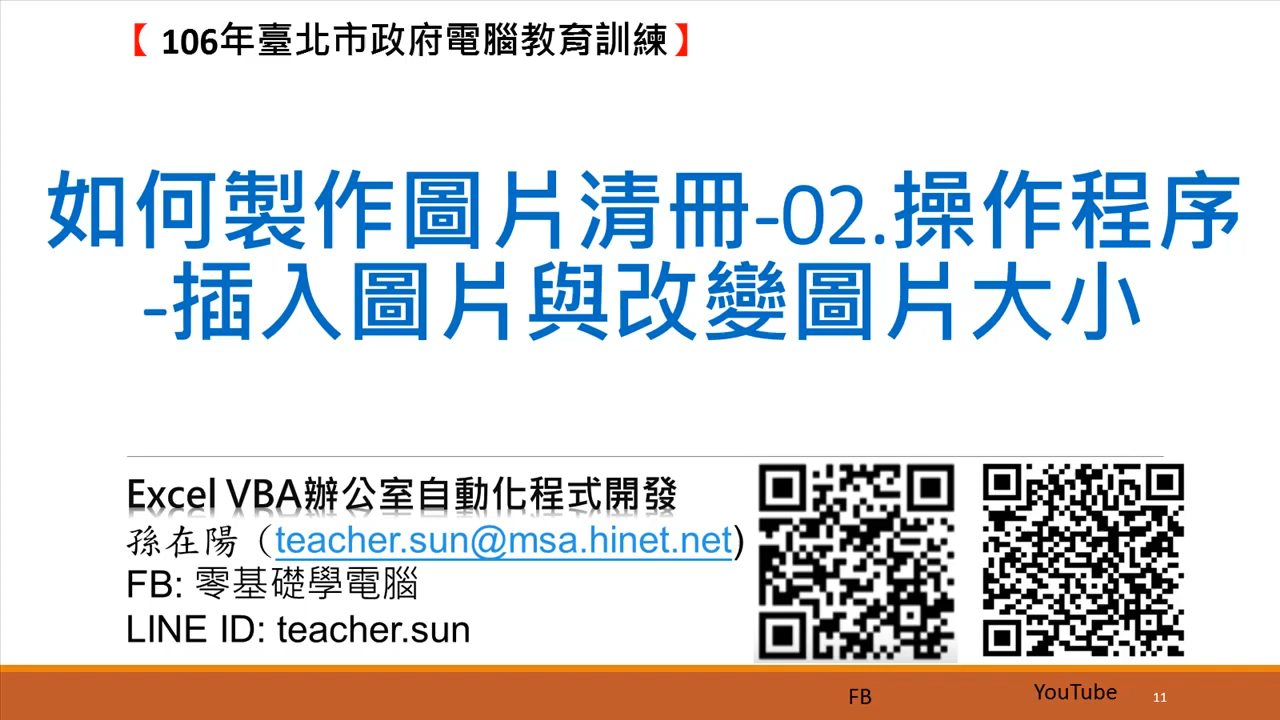 【 106年臺北市政府電腦教育訓練】
如何製作圖片清冊-02.操作程序
-插入圖片與改變圖片大小
Excel VBA辦公室自動化程式開發
孫在陽（teacher.sun@msa.hinet.net)
FB: 零基礎學電腦
LINE ID: teacher.sun
FB
YouTube
11